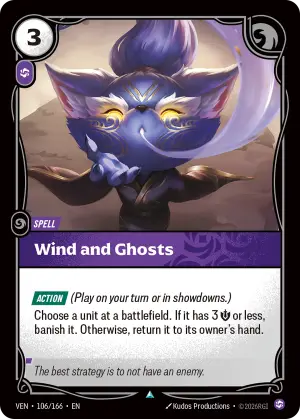 3
SPELL
Wind and Ghosts
ACTION (Play on your turn or in showdowns.)
Choose a unit at a battlefield. If it has 3 or less,
banish it. Otherwise, return it to its owner's hand.
The best strategy is to not have an enemy.
VEN • 106/166 • EN
Kudos Productions • ©2026RGI